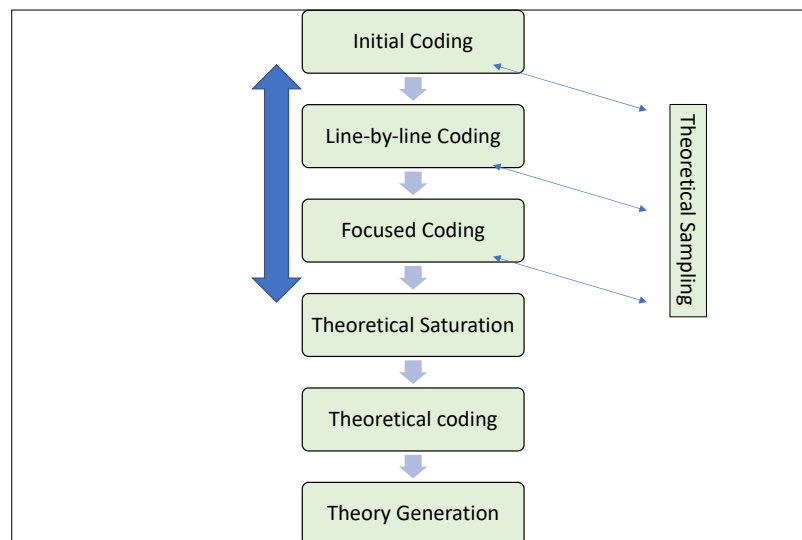 Initial Coding
Line-by-line Coding
Focused Coding
Theoretical Saturation
Theoretical coding
Theory Generation
Theoretical Sampling